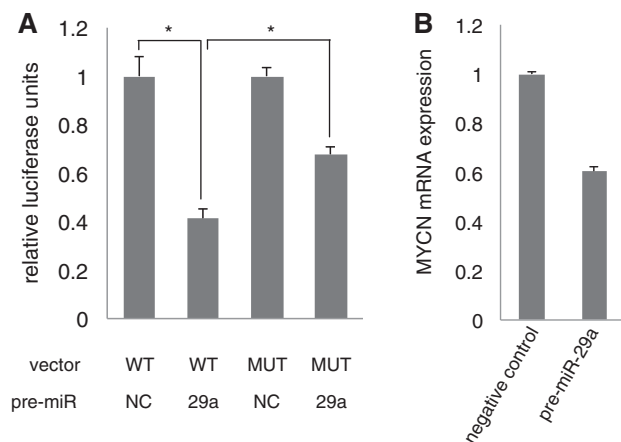 A
relative luciferase units
1.2
1
0.8
0.6
0.4
0.2
0
*
*
vector WT WT MUT MUT
pre-miR NC 29a NC 29a
B
MYCN mRNA expression
1.2
1
0.8
0.6
0.4
0.2
0
negative control
pre-miR-29a